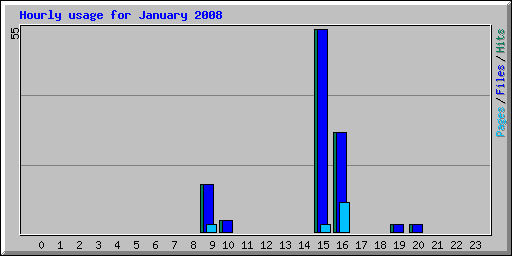 Hourly usage for January 2008
55
Pages/Files/Hits
0 1 2 3 4 5 6 7 8 9 10 11 12 13 14 15 16 17 18 19 20 21 22 23